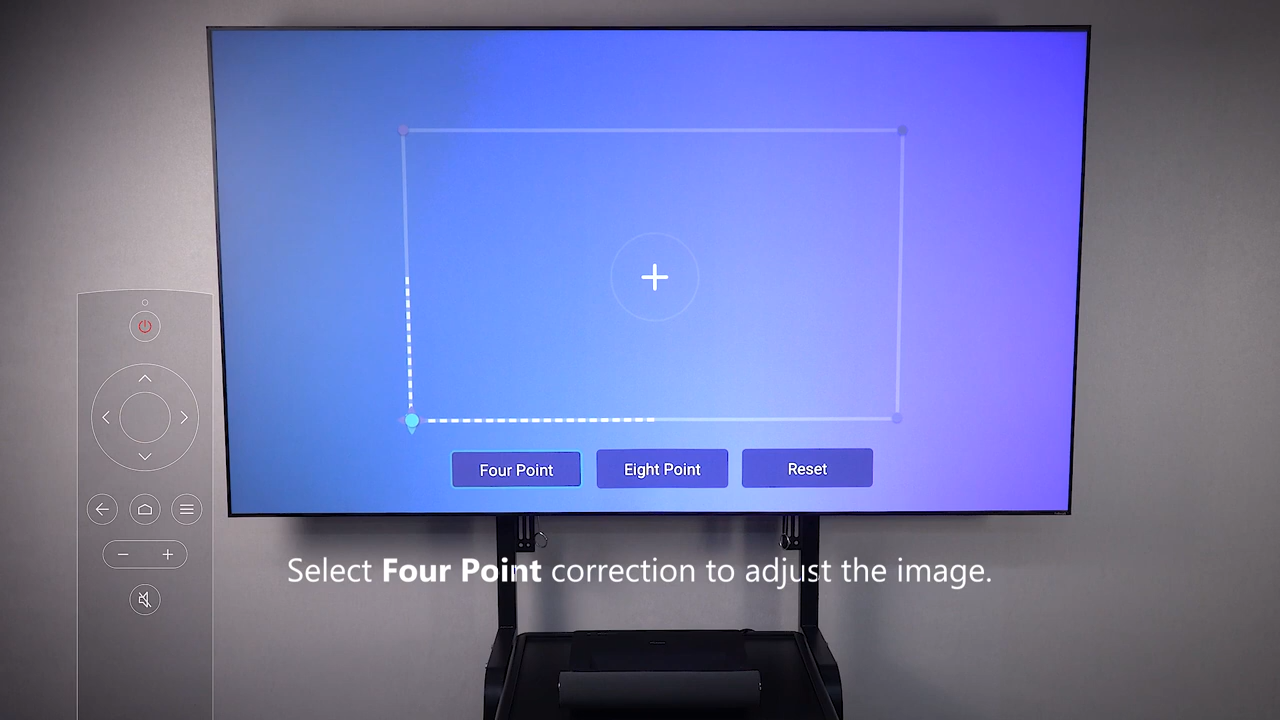 Four Point
Eight Point
Reset
Select Four Point correction to adjust the image.